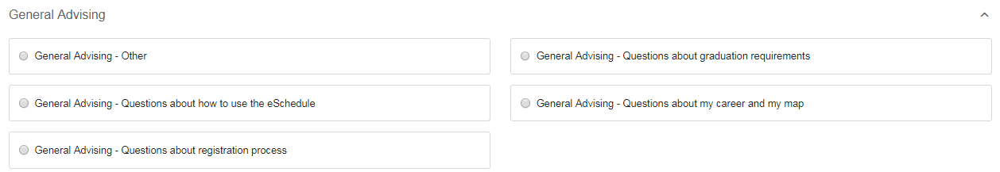 General Advising
General Advising - Other
General Advising - Questions about graduation requirements
General Advising - Questions about how to use the eSchedule
General Advising - Questions about my career and my map
General Advising - Questions about registration process